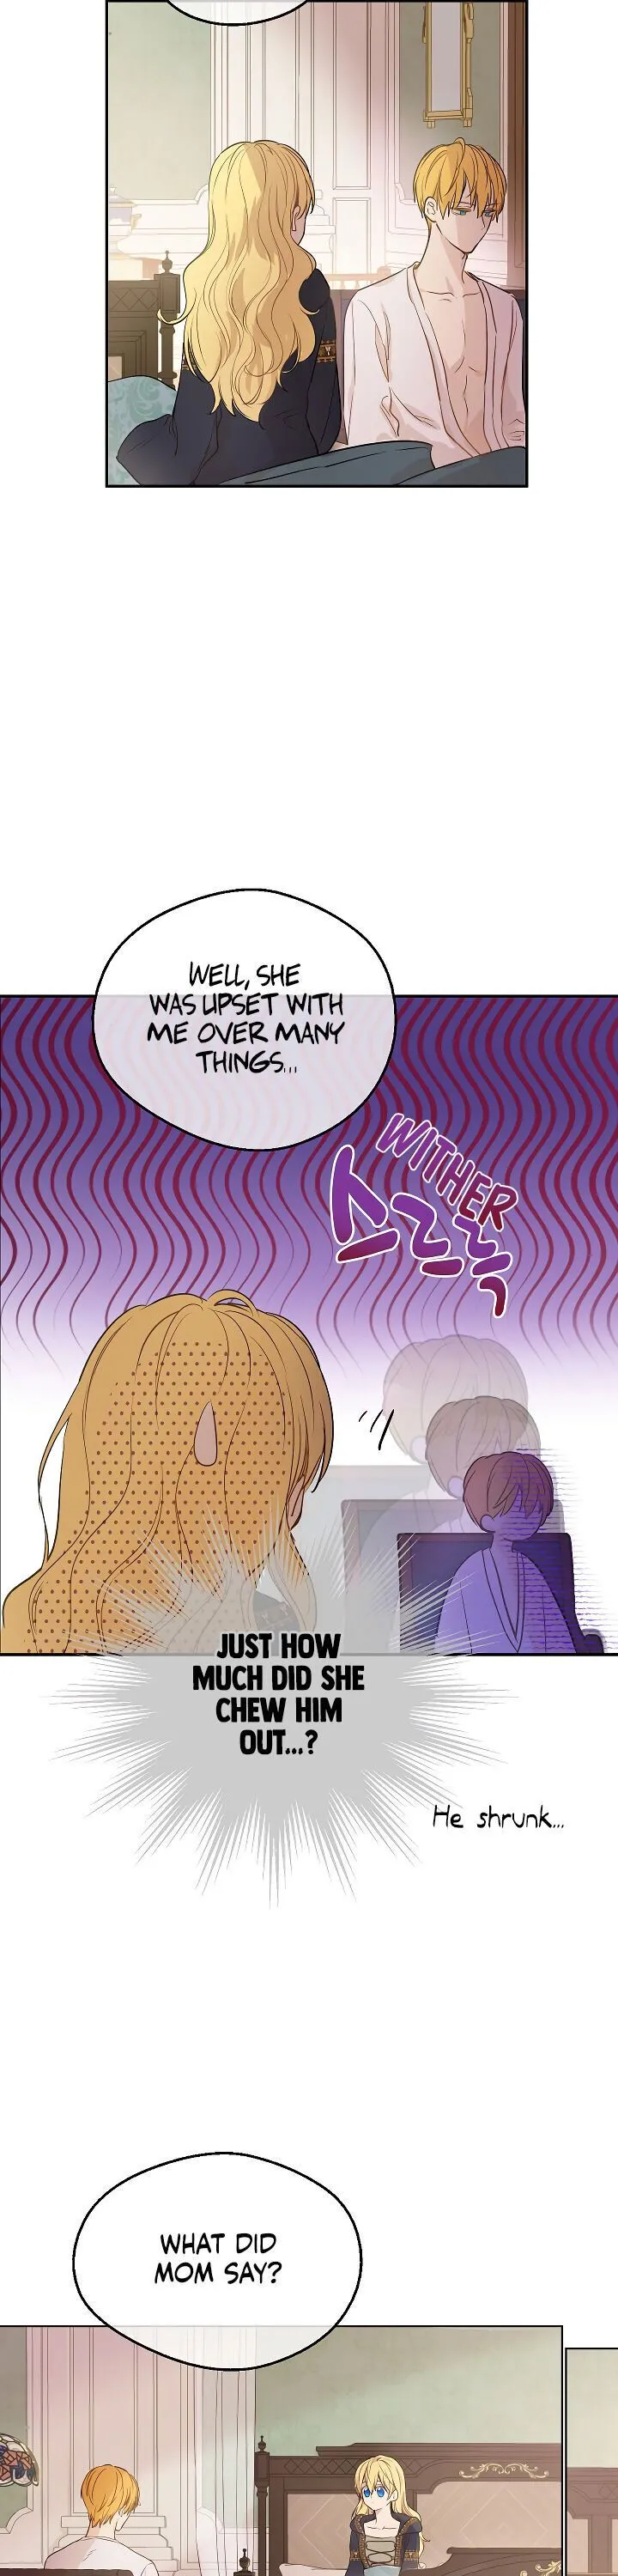 WELL, SHE
WAS UPSET WITH
ME OVER MANY
THINGS...
WITHER
스르륵
JUST HOW
MUCH DID SHE
CHEW HIM
OUT...?
He shrunk...
WHAT DID
MOM SAY?